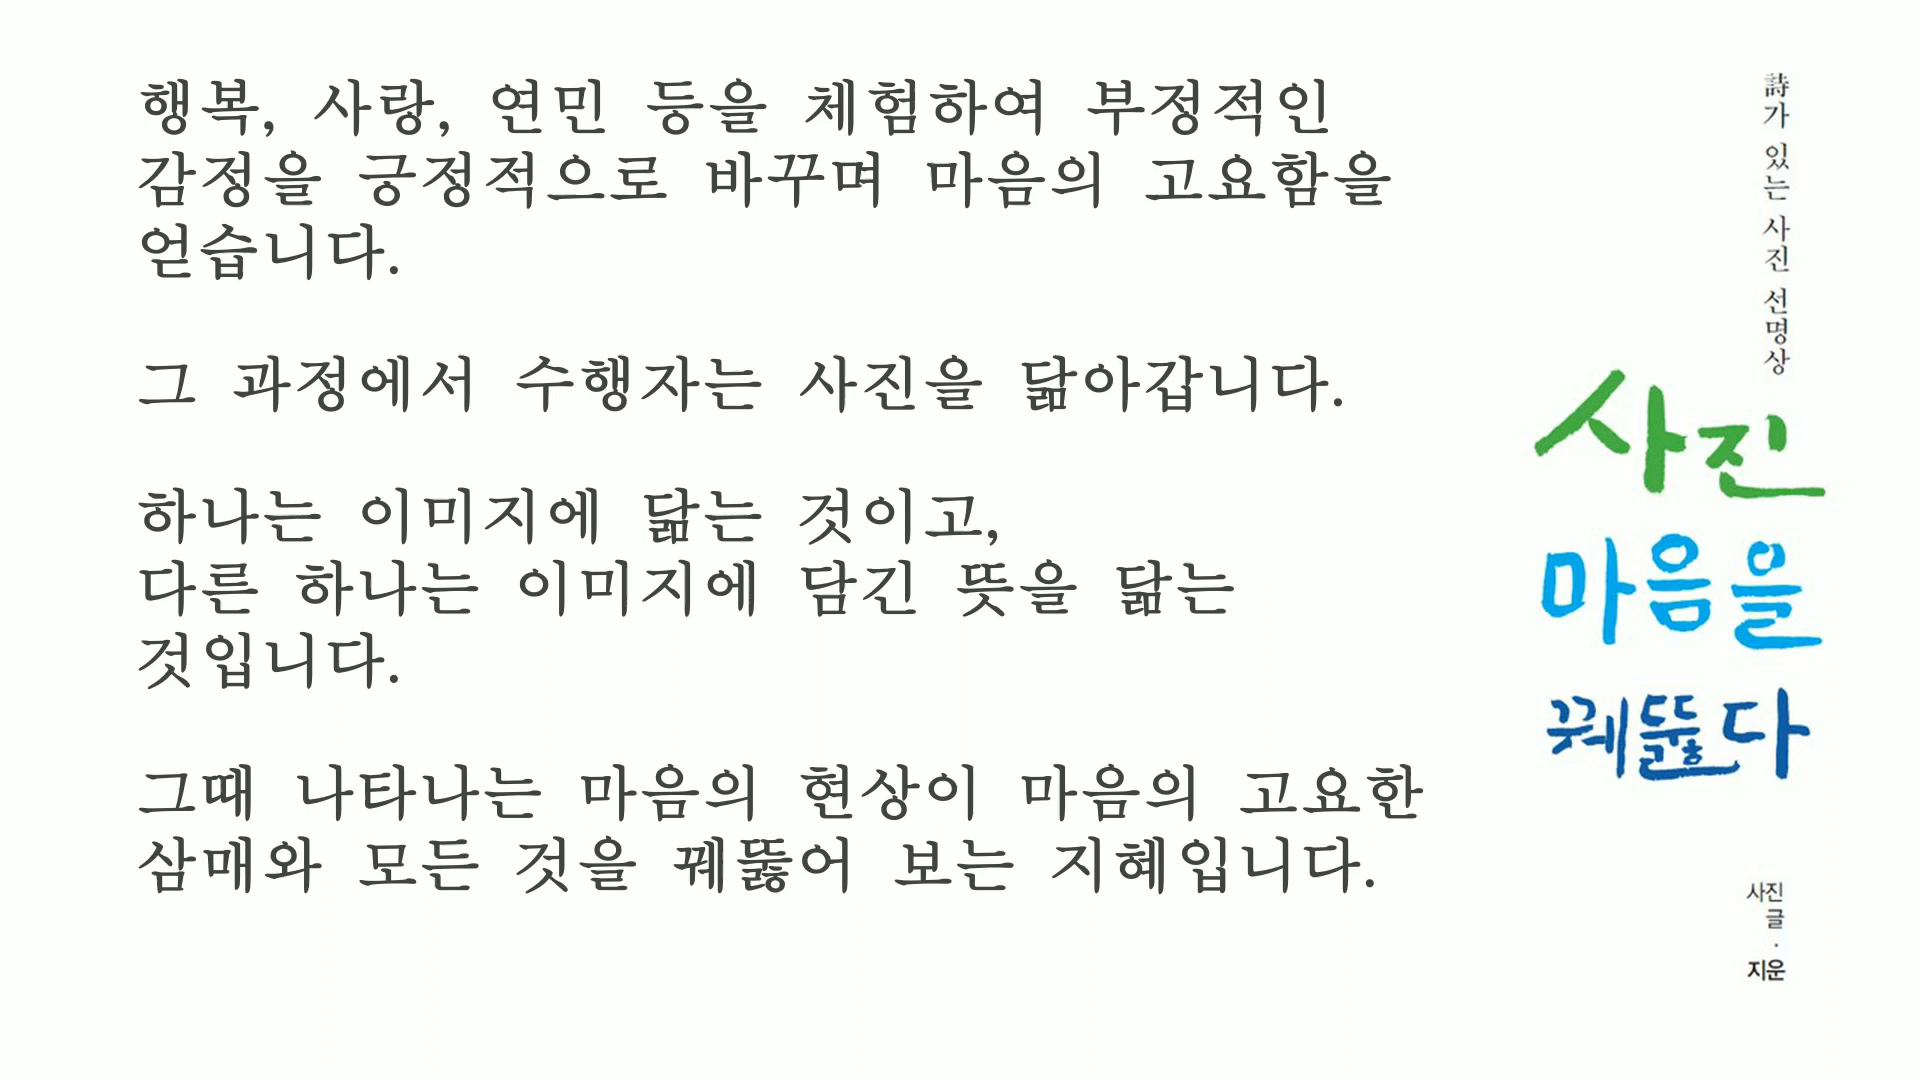 행복, 사랑, 연민 등을 체험하여 부정적인
감정을 긍정적으로 바꾸며 마음의 고요함을
얻습니다.
그 과정에서 수행자는 사진을 닮아갑니다.
하나는 이미지에 닮는 것이고,
다른 하나는 이미지에 담긴 뜻을 닮는
것입니다.
그때 나타나는 마음의 현상이 마음의 고요한
삼매와 모든 것을 꿰뚫어 보는 지혜입니다.
詩가 있는 사진 선명상
사진
마음을
꿰뚫다
사진
글
·
지운